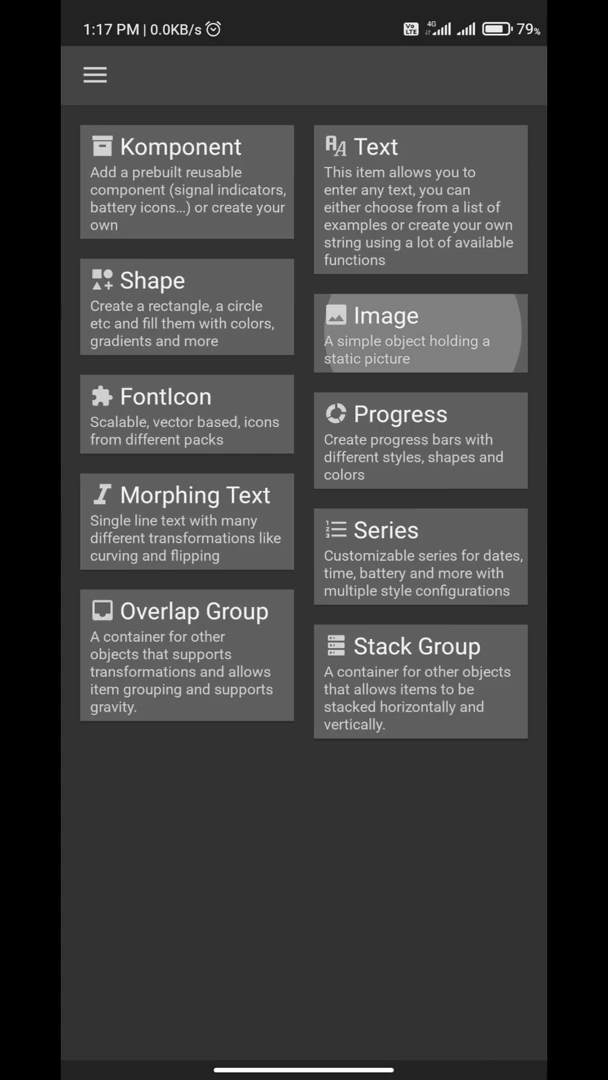 1:17 PM | 0.0KB/s
Vo LTE 4G 79%
Komponent
Add a prebuilt reusable
component (signal indicators,
battery icons...) or create your
own
Shape
Create a rectangle, a circle
etc and fill them with colors,
gradients and more
FontIcon
Scalable, vector based, icons
from different packs
Morphing Text
Single line text with many
different transformations like
curving and flipping
Overlap Group
A container for other
objects that supports
transformations and allows
item grouping and supports
gravity.
Text
This item allows you to
enter any text, you can
either choose from a list of
examples or create your own
string using a lot of available
functions
Image
A simple object holding a
static picture
Progress
Create progress bars with
different styles, shapes and
colors
Series
Customizable series for dates,
time, battery and more with
multiple style configurations
Stack Group
A container for other objects
that allows items to be
stacked horizontally and
vertically.